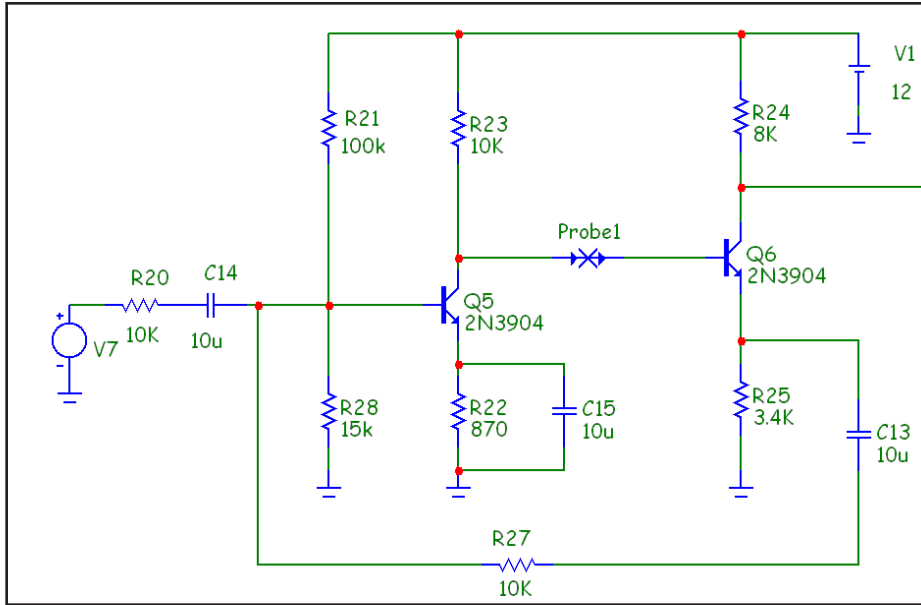 V1
12
R21
100k
R23
10K
R24
8K
Probe1
Q6
2N3904
R20
10K
C14
10u
Q5
2N3904
+
-
V7
R28
15k
R22
870
C15
10u
R25
3.4K
C13
10u
R27
10K